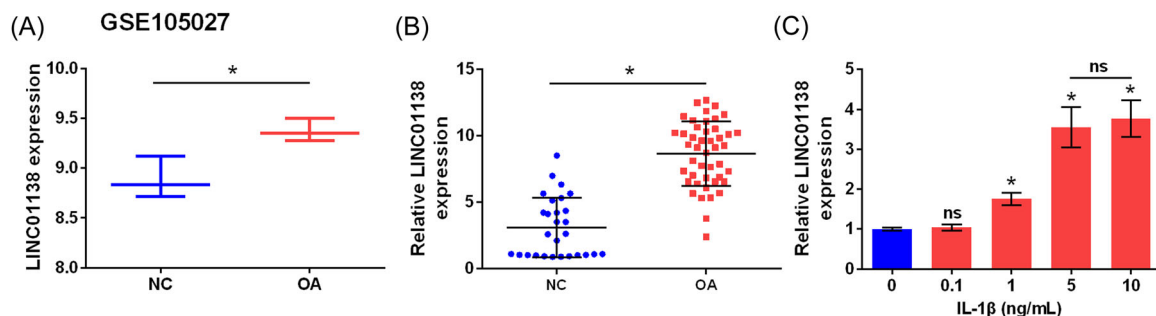 (A) GSE105027
LINC01138 expression
10.0
9.5
9.0
8.5
8.0
*
NC OA
(B)
Relative LINC01138
expression
15
10
5
0
*
NC OA
(C)
Relative LINC01138
expression
5
4
3
2
1
0
ns
* *
*
ns
0 0.1 1 5 10
IL-1β (ng/mL)